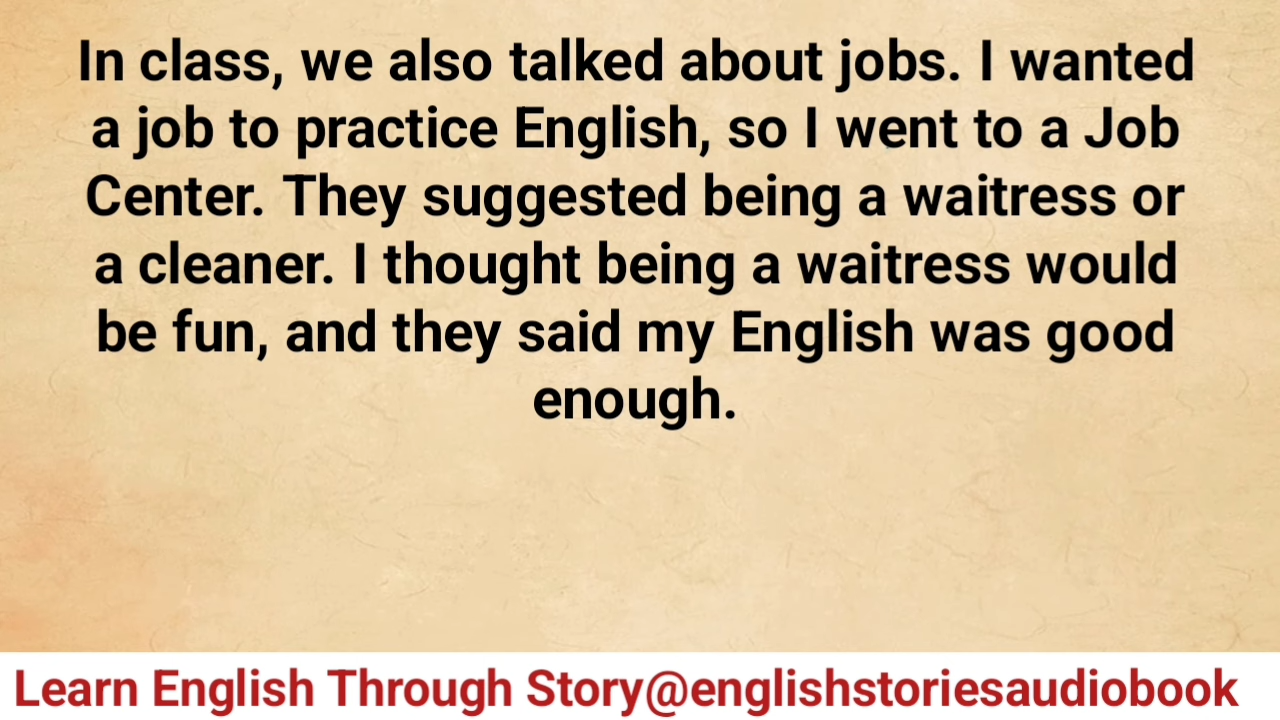 In class, we also talked about jobs. I wanted
a job to practice English, so I went to a Job
Center. They suggested being a waitress or
a cleaner. I thought being a waitress would
be fun, and they said my English was good
enough.
Learn English Through Story@englishstoriesaudiobook